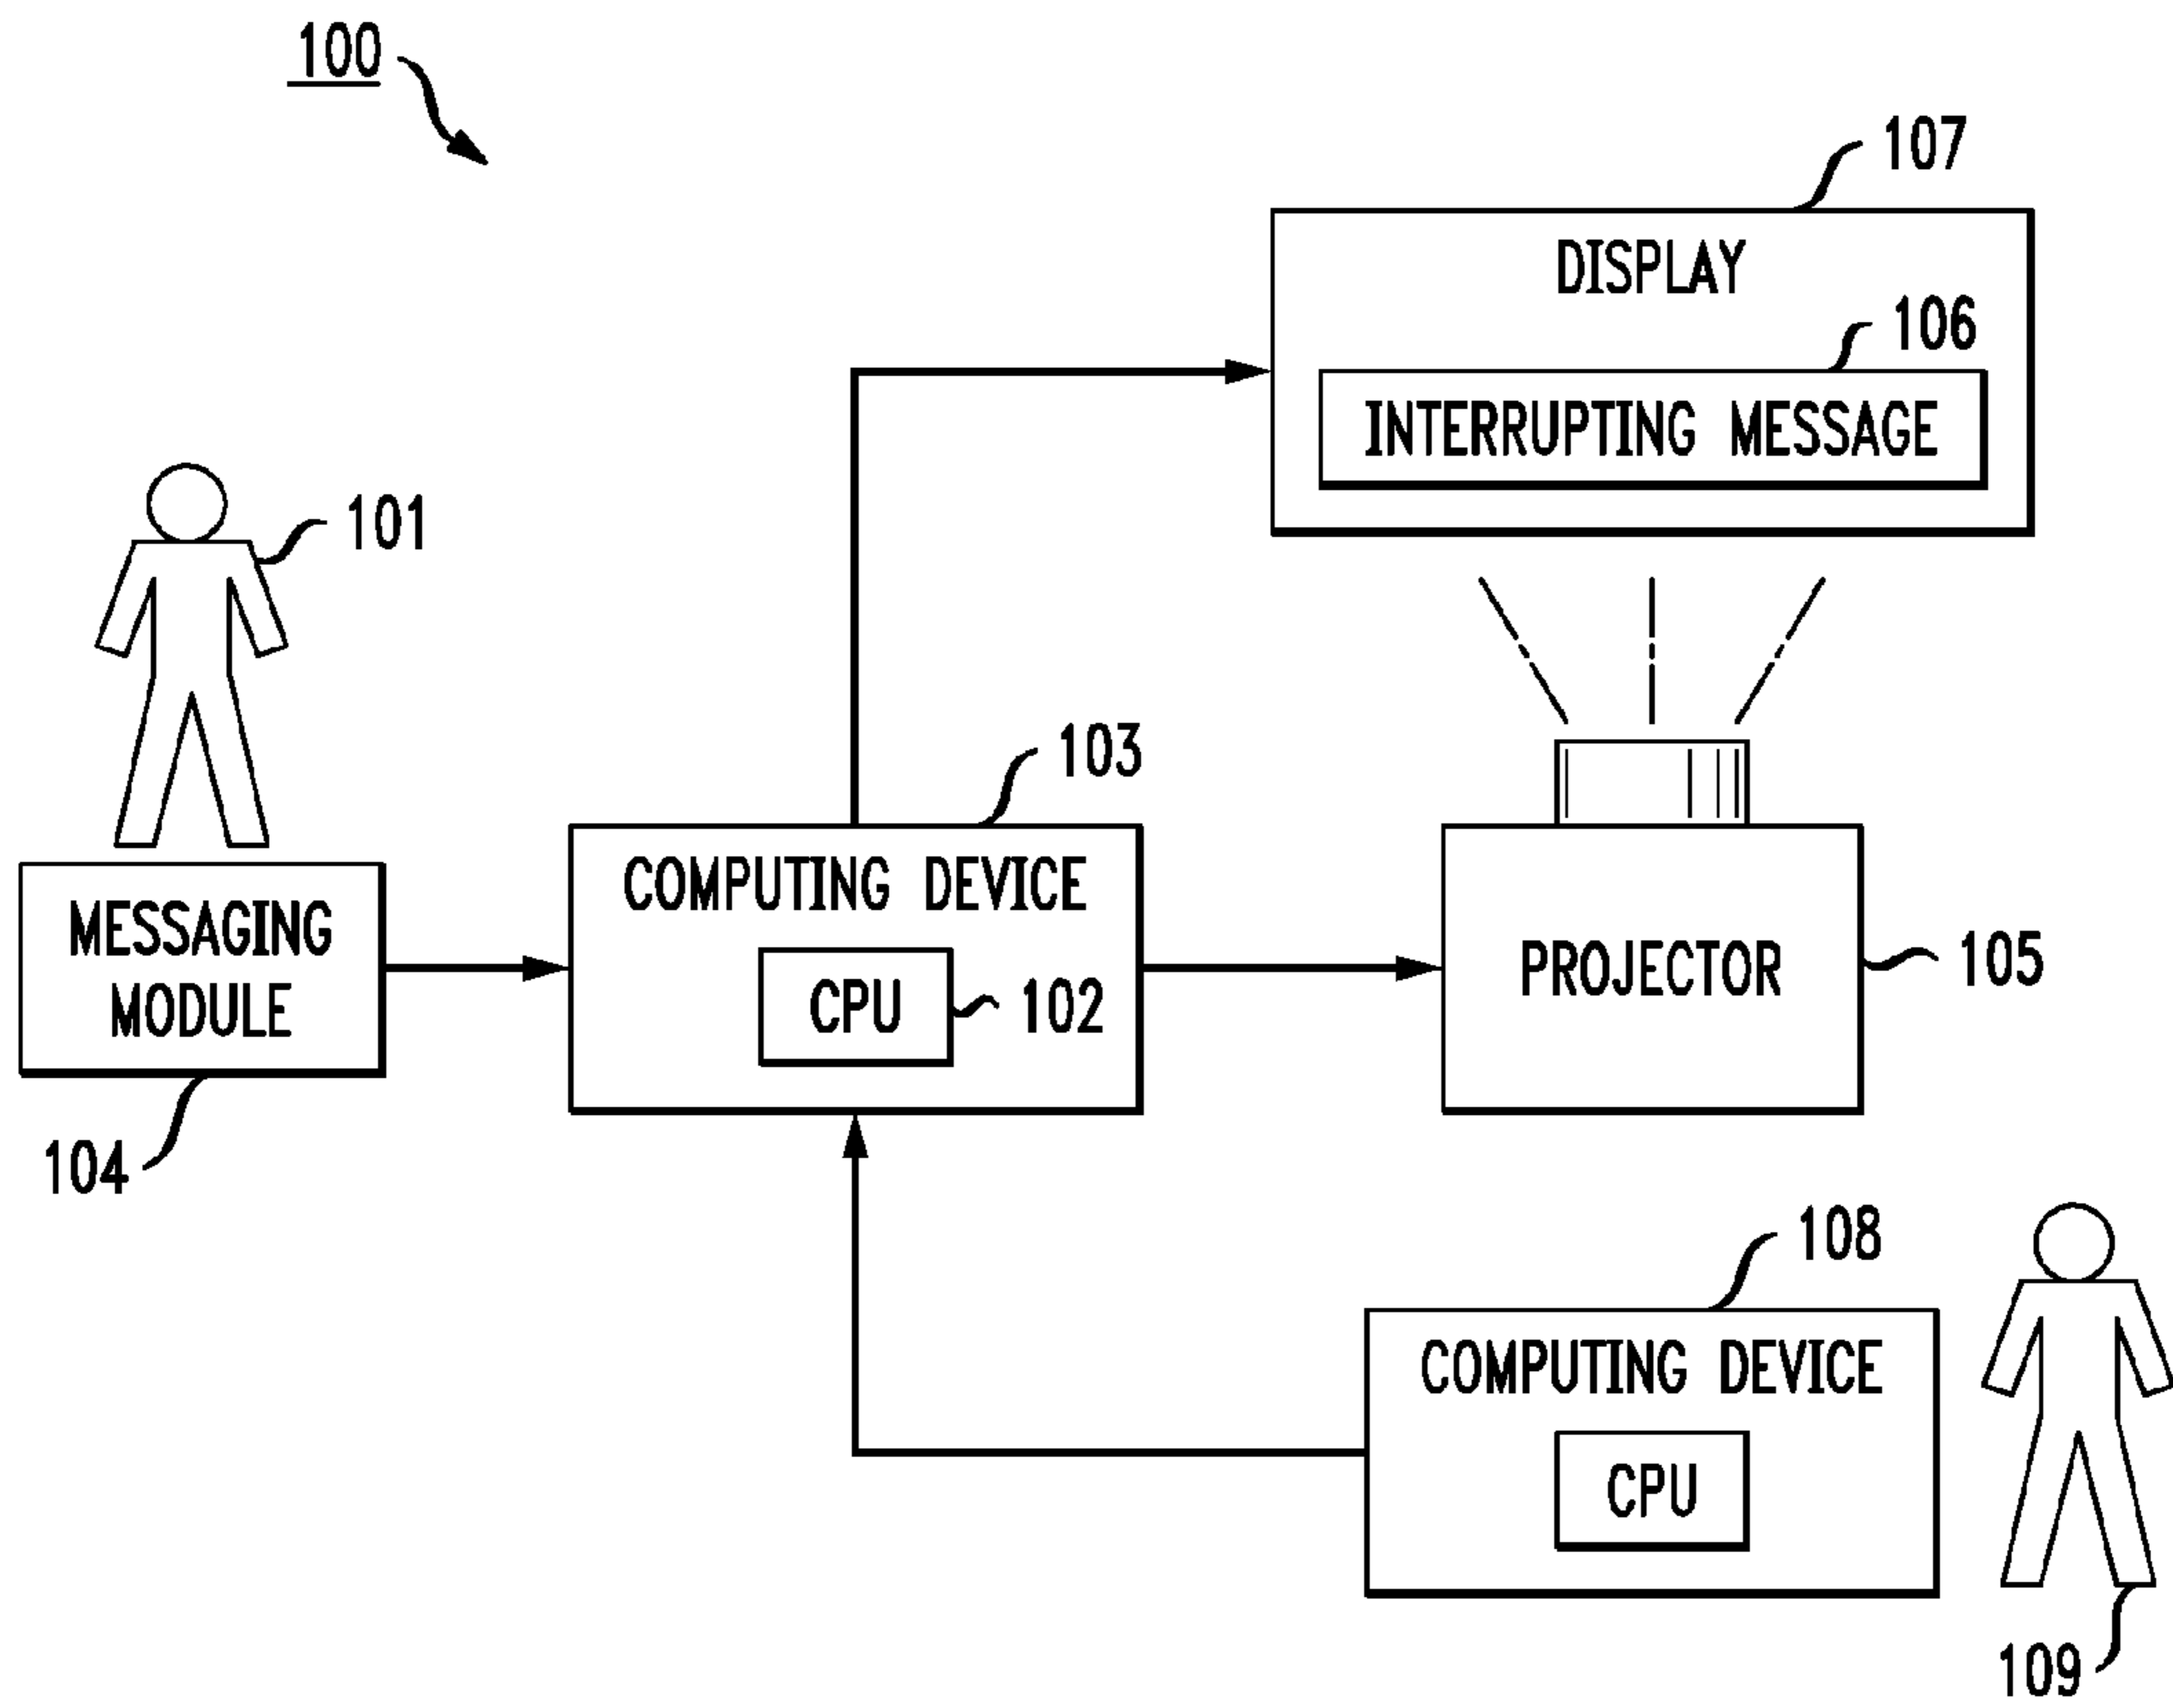 100
107
DISPLAY
106
INTERRUPTING MESSAGE
101
103
COMPUTING DEVICE
CPU
102
MESSAGING
MODULE
104
PROJECTOR
105
108
COMPUTING DEVICE
CPU
109